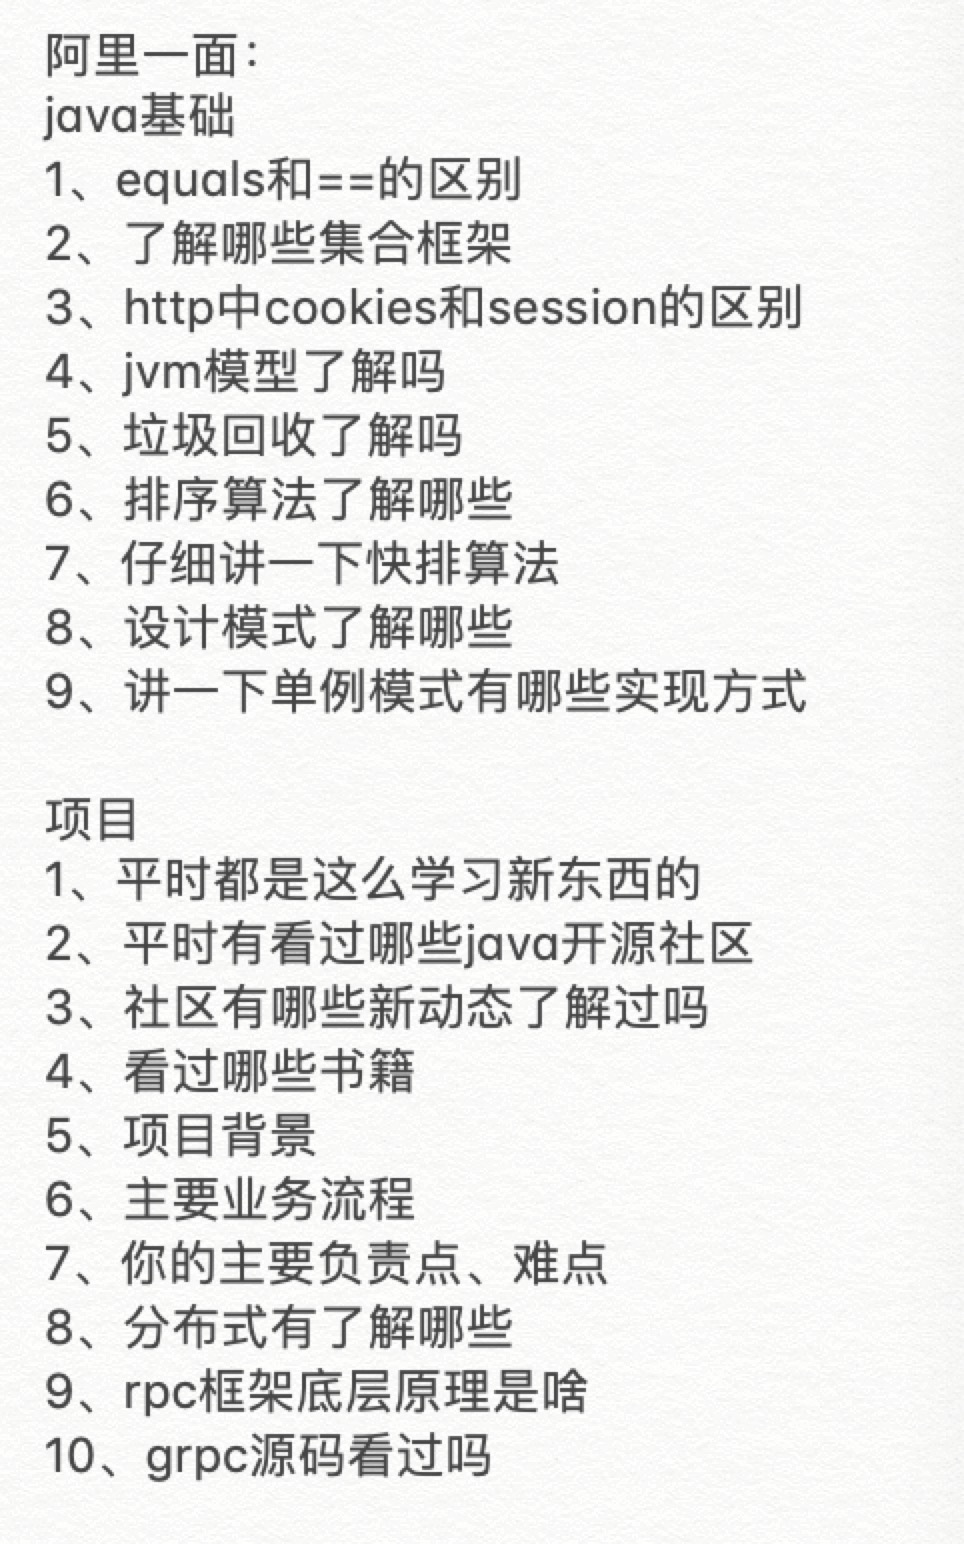 阿里一面：
java基础
1、equals和==的区别
2、了解哪些集合框架
3、http中cookies和session的区别
4、jvm模型了解吗
5、垃圾回收了解吗
6、排序算法了解哪些
7、仔细讲一下快排算法
8、设计模式了解哪些
9、讲一下单例模式有哪些实现方式
项目
1、平时都是这么学习新东西的
2、平时有看过哪些java开源社区
3、社区有哪些新动态了解过吗
4、看过哪些书籍
5、项目背景
6、主要业务流程
7、你的主要负责点、难点
8、分布式有了解哪些
9、rpc框架底层原理是啥
10、grpc源码看过吗